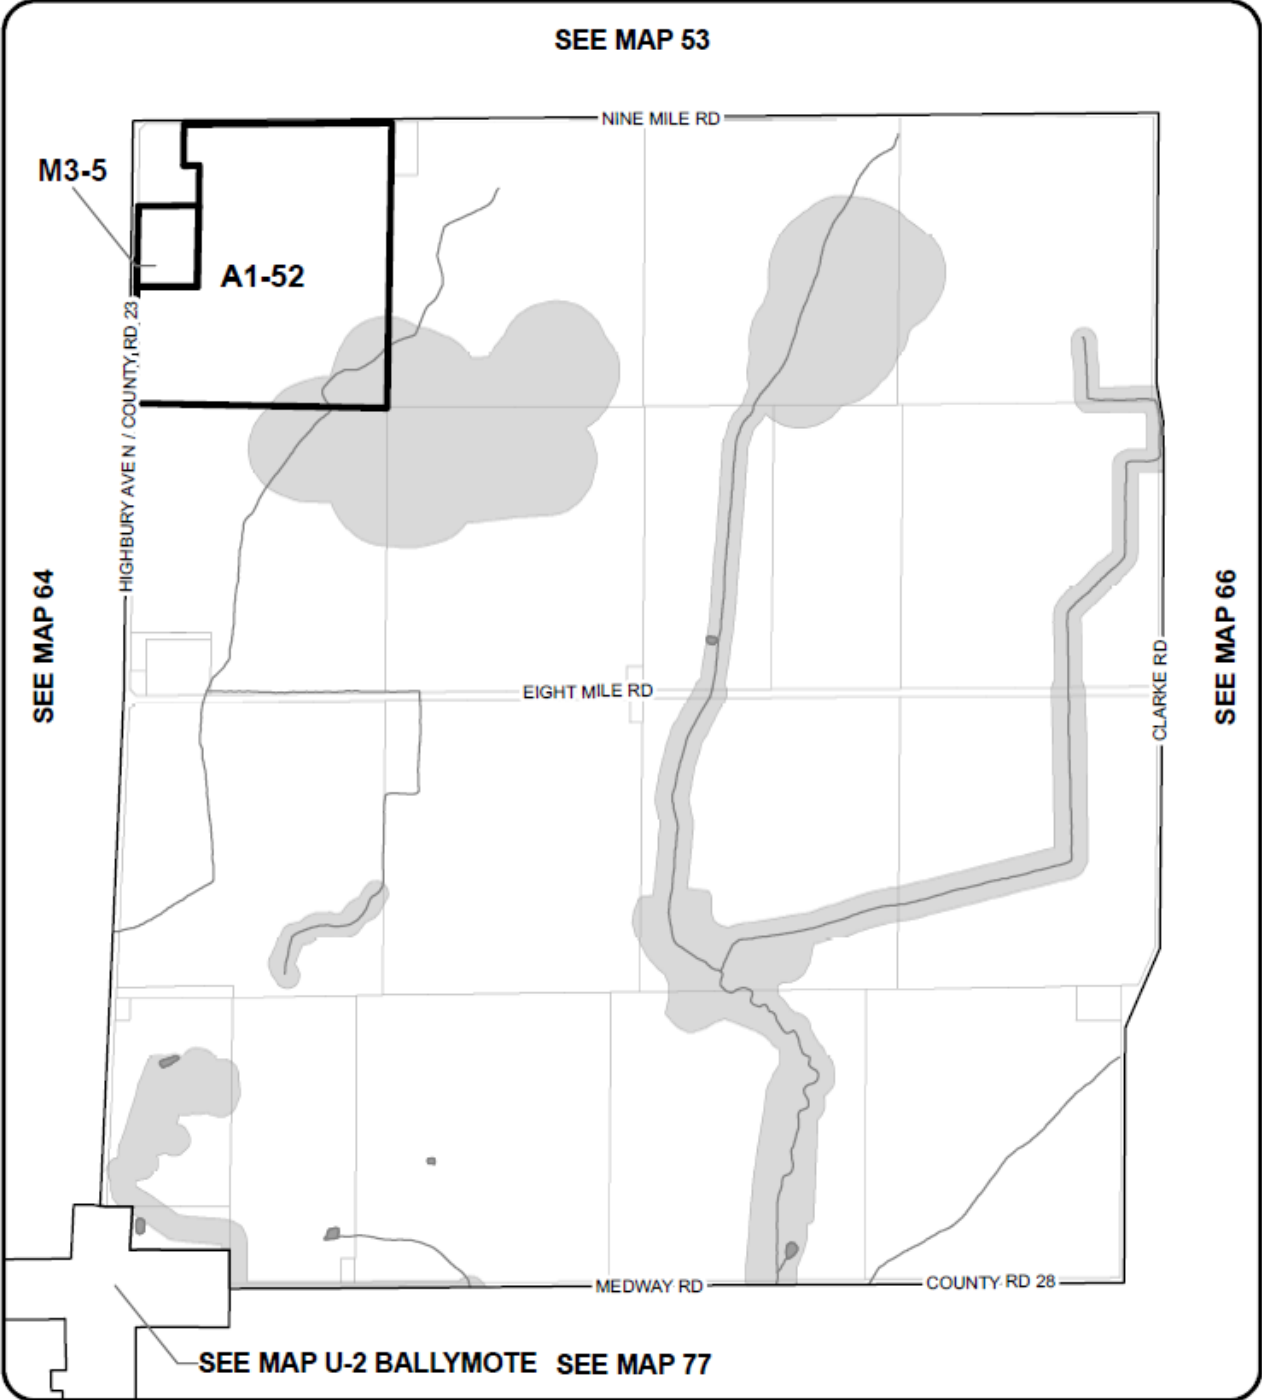 SEE MAP 53
NINE MILE RD
M3-5
A1-52
HIGHBURY AVE N / COUNTY RD 23
SEE MAP 64
SEE MAP 66
EIGHT MILE RD
CLARKE RD
MEDWAY RD
COUNTY RD 28
SEE MAP U-2 BALLYMOTE
SEE MAP 77